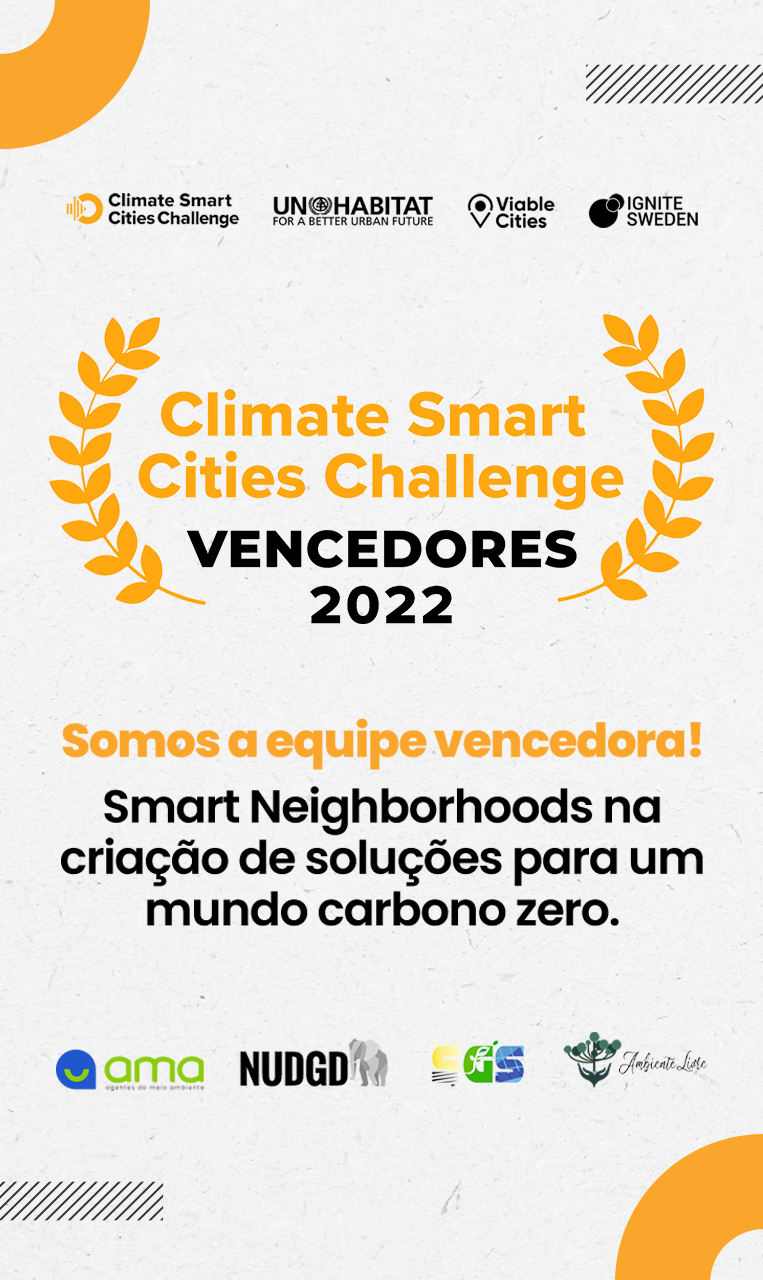 Climate Smart
Cities Challenge
UN HABITAT
FOR A BETTER URBAN FUTURE
Viable
Cities
IGNITE
SWEDEN
Climate Smart
Cities Challenge
VENCEDORES
2022
Somos a equipe vencedora!
Smart Neighborhoods na
criação de soluções para um
mundo carbono zero.
ama
agentes do meio ambiente
NUDGD
SGS
Ambiente Livre